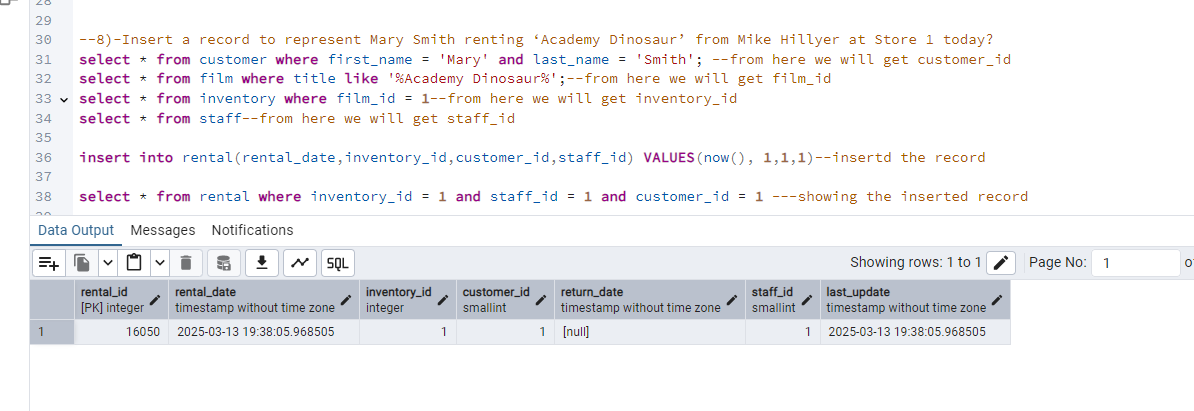 28
29
30 --8)-Insert a record to represent Mary Smith renting ‘Academy Dinosaur’ from Mike Hillyer at Store 1 today?
31 select * from customer where first_name = 'Mary' and last_name = 'Smith'; --from here we will get customer_id
32 select * from film where title like '%Academy Dinosaur%';--from here we will get film_id
33 select * from inventory where film_id = 1--from here we will get inventory_id
34 select * from staff--from here we will get staff_id
35
36 insert into rental(rental_date,inventory_id,customer_id,staff_id) VALUES(now(), 1,1,1)--insertd the record
37
38 select * from rental where inventory_id = 1 and staff_id = 1 and customer_id = 1 ---showing the inserted record
Data Output Messages Notifications
SQL Showing rows: 1 to 1 Page No: 1
rental_id rental_date inventory_id customer_id return_date staff_id last_update
[PK] integer timestamp without time zone integer smallint timestamp without time zone smallint timestamp without time zone
1 16050 2025-03-13 19:38:05.968505 1 1 [null] 1 2025-03-13 19:38:05.968505